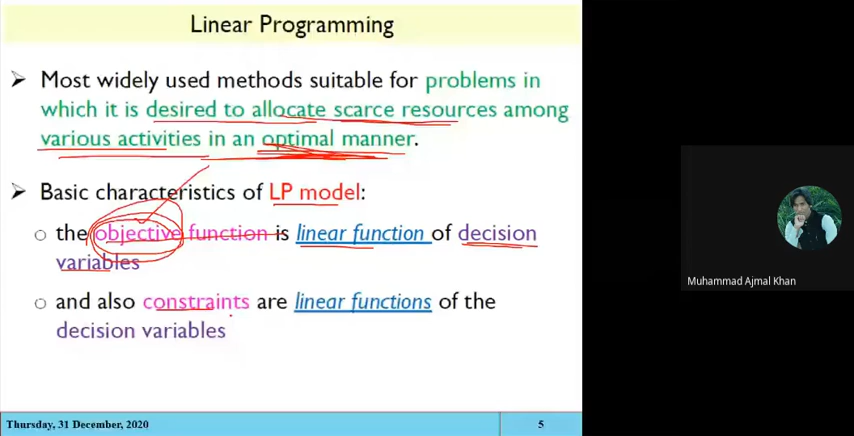 Linear Programming
➢ Most widely used methods suitable for problems in
which it is desired to allocate scarce resources among
various activities in an optimal manner.
➢ Basic characteristics of LP model:
○ the objective function is linear function of decision
variables
○ and also constraints are linear functions of the
decision variables
Thursday, 31 December, 2020
5
Muhammad Ajmal Khan